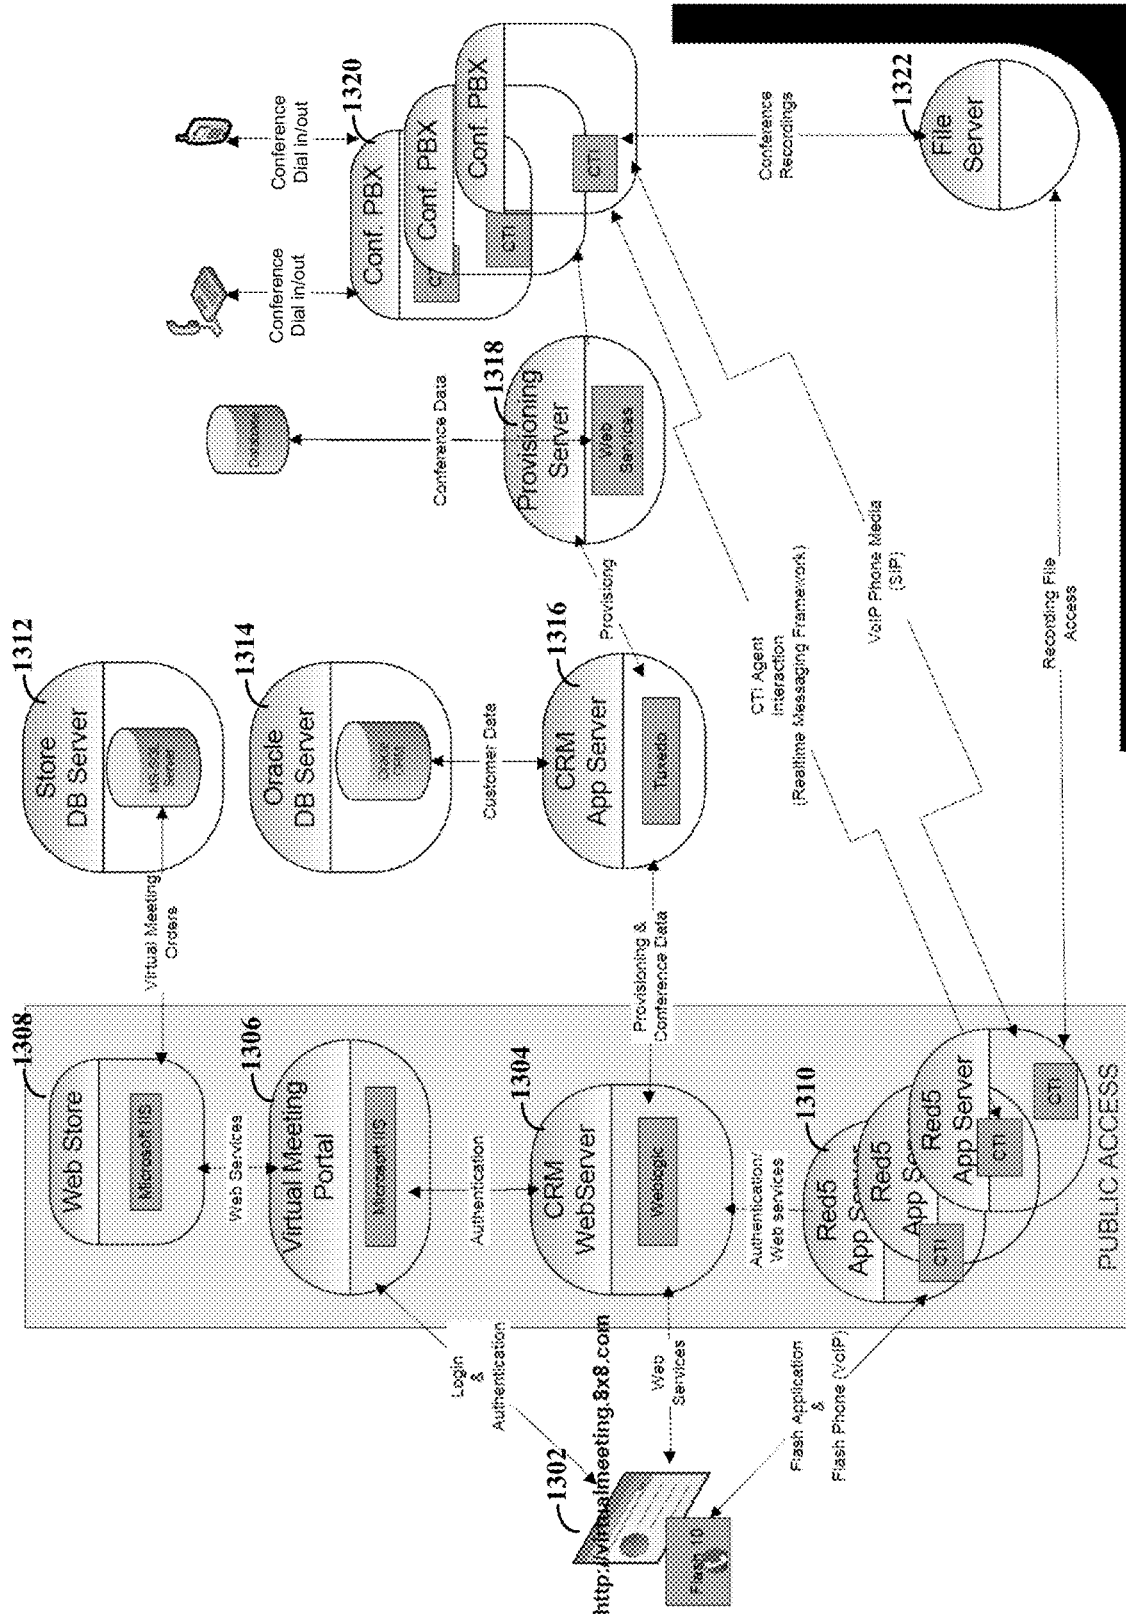 1308
Web Store
Microsoft IIS
Virtual Meeting
Orders
1312
Store
DB Server
Web Services
1306
Virtual Meeting
Portal
Microsoft IIS
1314
Oracle
DB Server
Login
&
Authentication
Authentication
Customer Data
Database
Conference Data
Conference
Dial in/out
Conference
Dial in/out
1302
http://virtualmeeting.8x8.com
Flash 10
Web
Services
1304
CRM
WebServer
Weblogic
Provisioning &
Conference Data
1316
CRM
App Server
Tuxedo
Provisiong
1318
Provisioning
Server
Web
Services
1320
Conf. PBX
CTI
Conf. PBX
CTI
Conf. PBX
CTI
Authentication/
Web services
Flash Application
&
Flash Phone (VoIP)
1310
Red5
App Server
CTI
Red5
App Server
CTI
Red5
App Server
CTI
PUBLIC ACCESS
CTI Agent
Interaction
(Realtime Messaging Framework)
VoIP Phone Media
(SIP)
Conference
Recordings
Recording File
Access
1322
File
Server